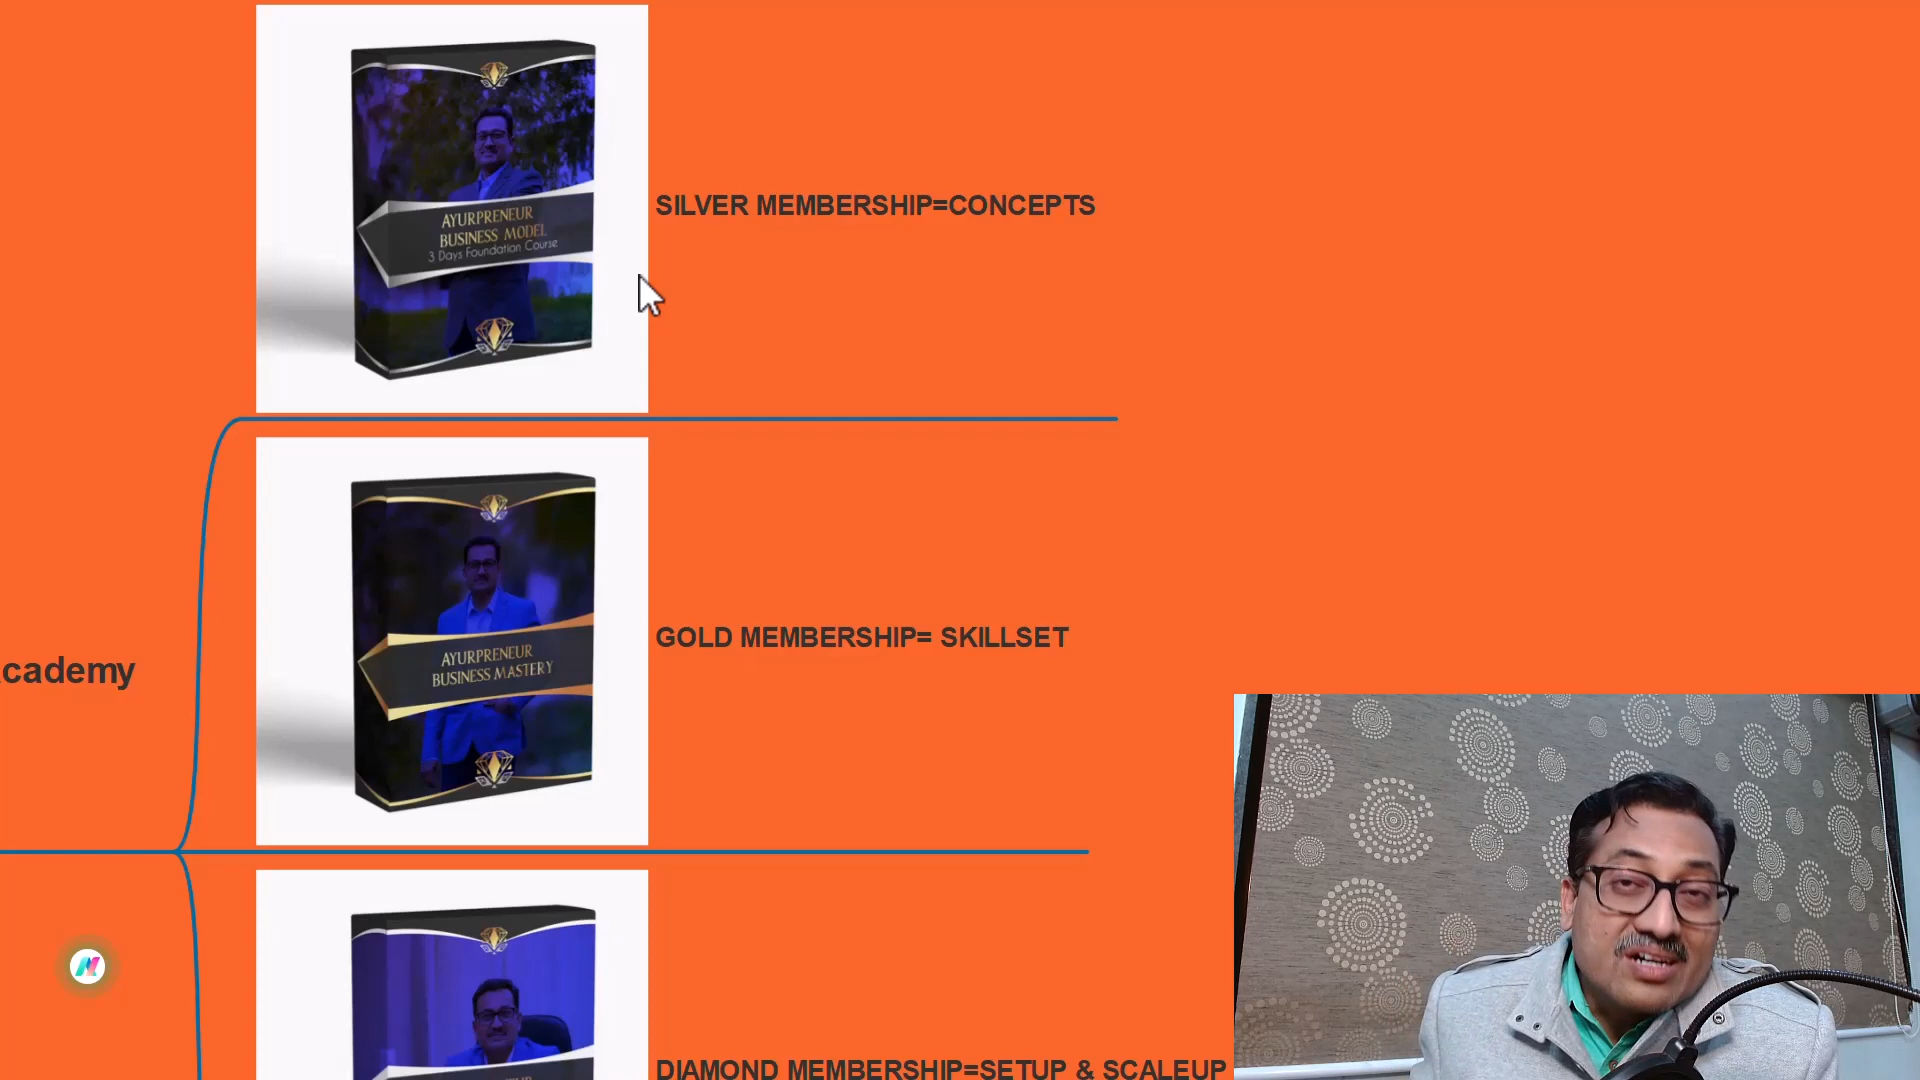 AYURPRENEUR
BUSINESS MODEL
3 Days Foundation Course
SILVER MEMBERSHIP=CONCEPTS
AYURPRENEUR
BUSINESS MASTERY
GOLD MEMBERSHIP= SKILLSET
cademy
DIAMOND MEMBERSHIP=SETUP & SCALEUP